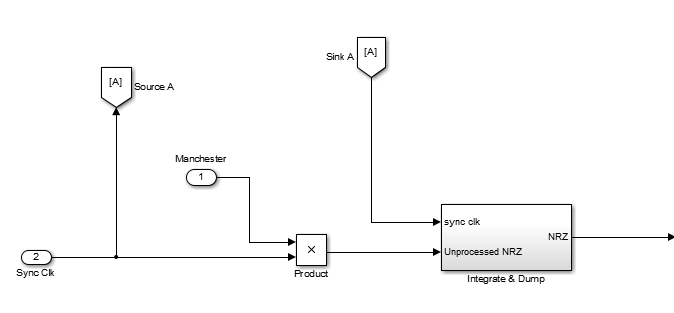 [A]
Sink A
[A]
Source A
Manchester
1
sync clk
NRZ
×
Unprocessed NRZ
2
Sync Clk
Product
Integrate & Dump